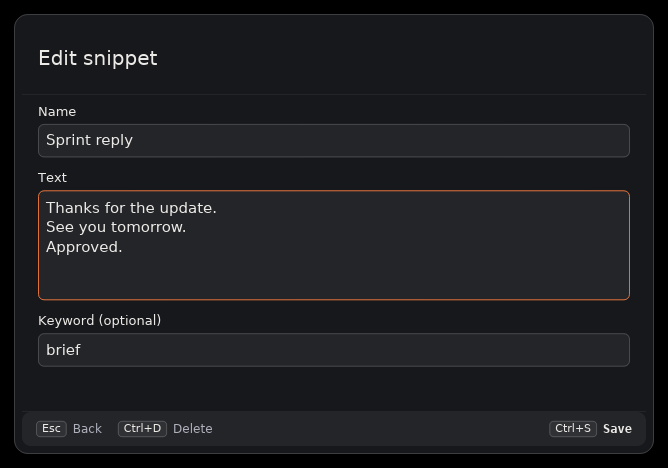 Edit snippet
Name
Sprint reply
Text
Thanks for the update.
See you tomorrow.
Approved.
Keyword (optional)
brief
Esc Back Ctrl+D Delete Ctrl+S Save